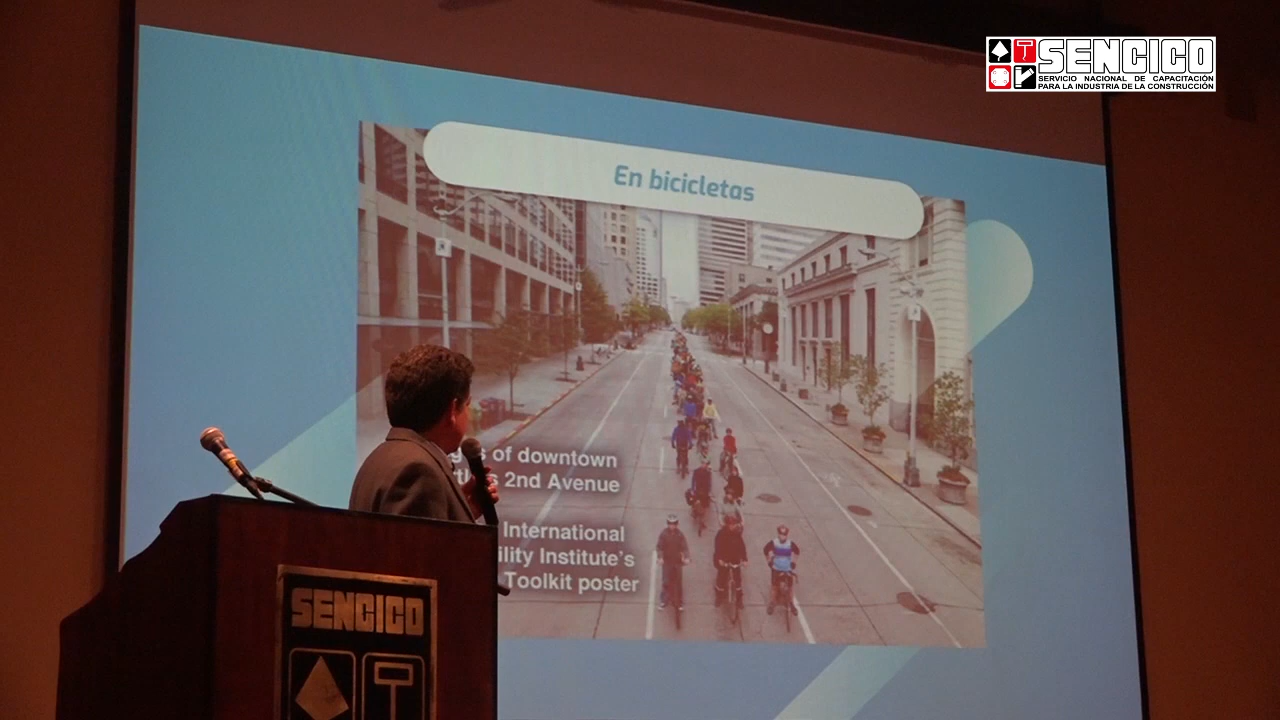 SENCICO
SERVICIO NACIONAL DE CAPACITACIÓN
PARA LA INDUSTRIA DE LA CONSTRUCCIÓN
En bicicletas
of downtown
2nd Avenue
International
Institute's
Toolkit poster
SENCICO